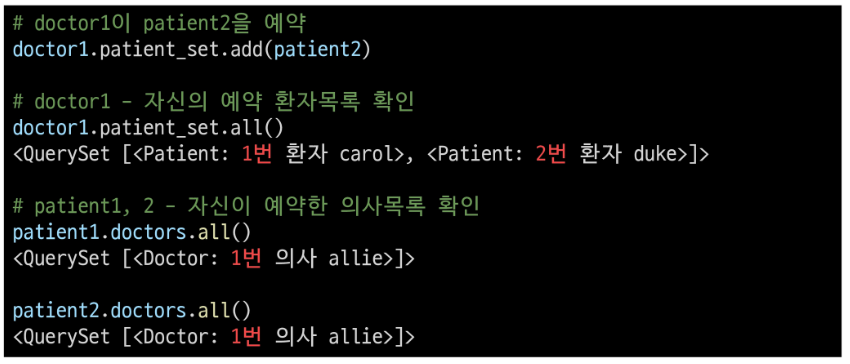 # doctor1이 patient2을 예약
doctor1.patient_set.add(patient2)
# doctor1 - 자신의 예약 환자목록 확인
doctor1.patient_set.all()
<QuerySet [<Patient: 1번 환자 carol>, <Patient: 2번 환자 duke>]>
# patient1, 2 - 자신이 예약한 의사목록 확인
patient1.doctors.all()
<QuerySet [<Doctor: 1번 의사 allie>]>
patient2.doctors.all()
<QuerySet [<Doctor: 1번 의사 allie>]>